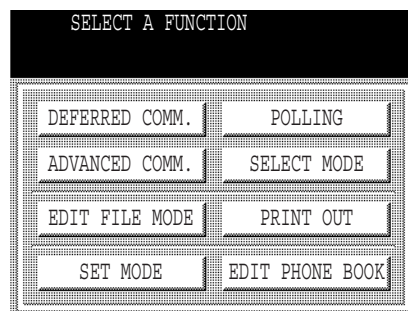 SELECT A FUNCTION
DEFERRED COMM. POLLING
ADVANCED COMM. SELECT MODE
EDIT FILE MODE PRINT OUT
SET MODE EDIT PHONE BOOK